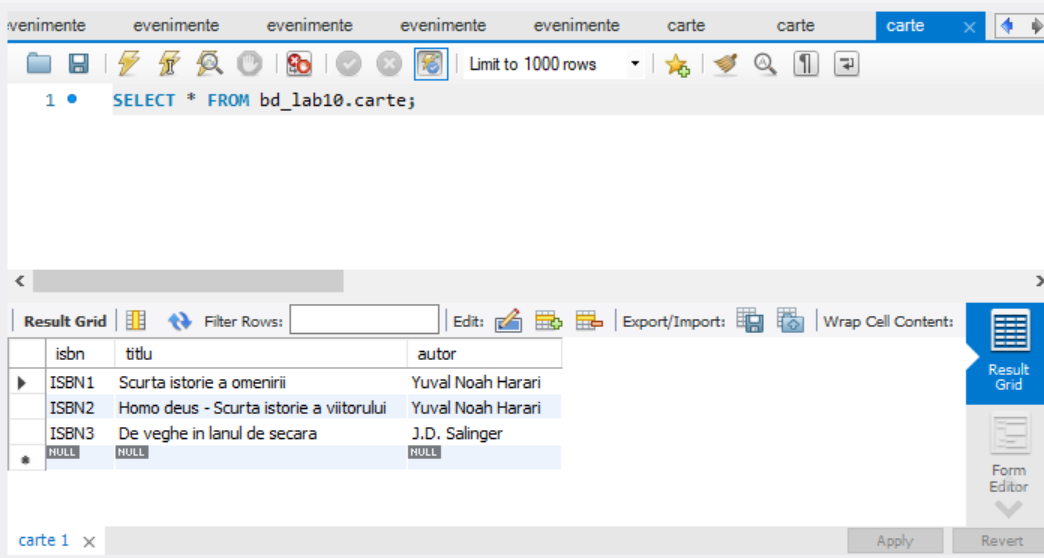 evenimente evenimente evenimente evenimente evenimente carte carte carte
Limit to 1000 rows
1 SELECT * FROM bd_lab10.carte;
Result Grid Filter Rows: Edit: Export/Import: Wrap Cell Content:
isbn titlu autor
ISBN1 Scurta istorie a omenirii Yuval Noah Harari
ISBN2 Homo deus - Scurta istorie a viitorului Yuval Noah Harari
ISBN3 De veghe in lanul de secara J.D. Salinger
NULL NULL NULL
Result
Grid
Form
Editor
carte 1 Apply Revert